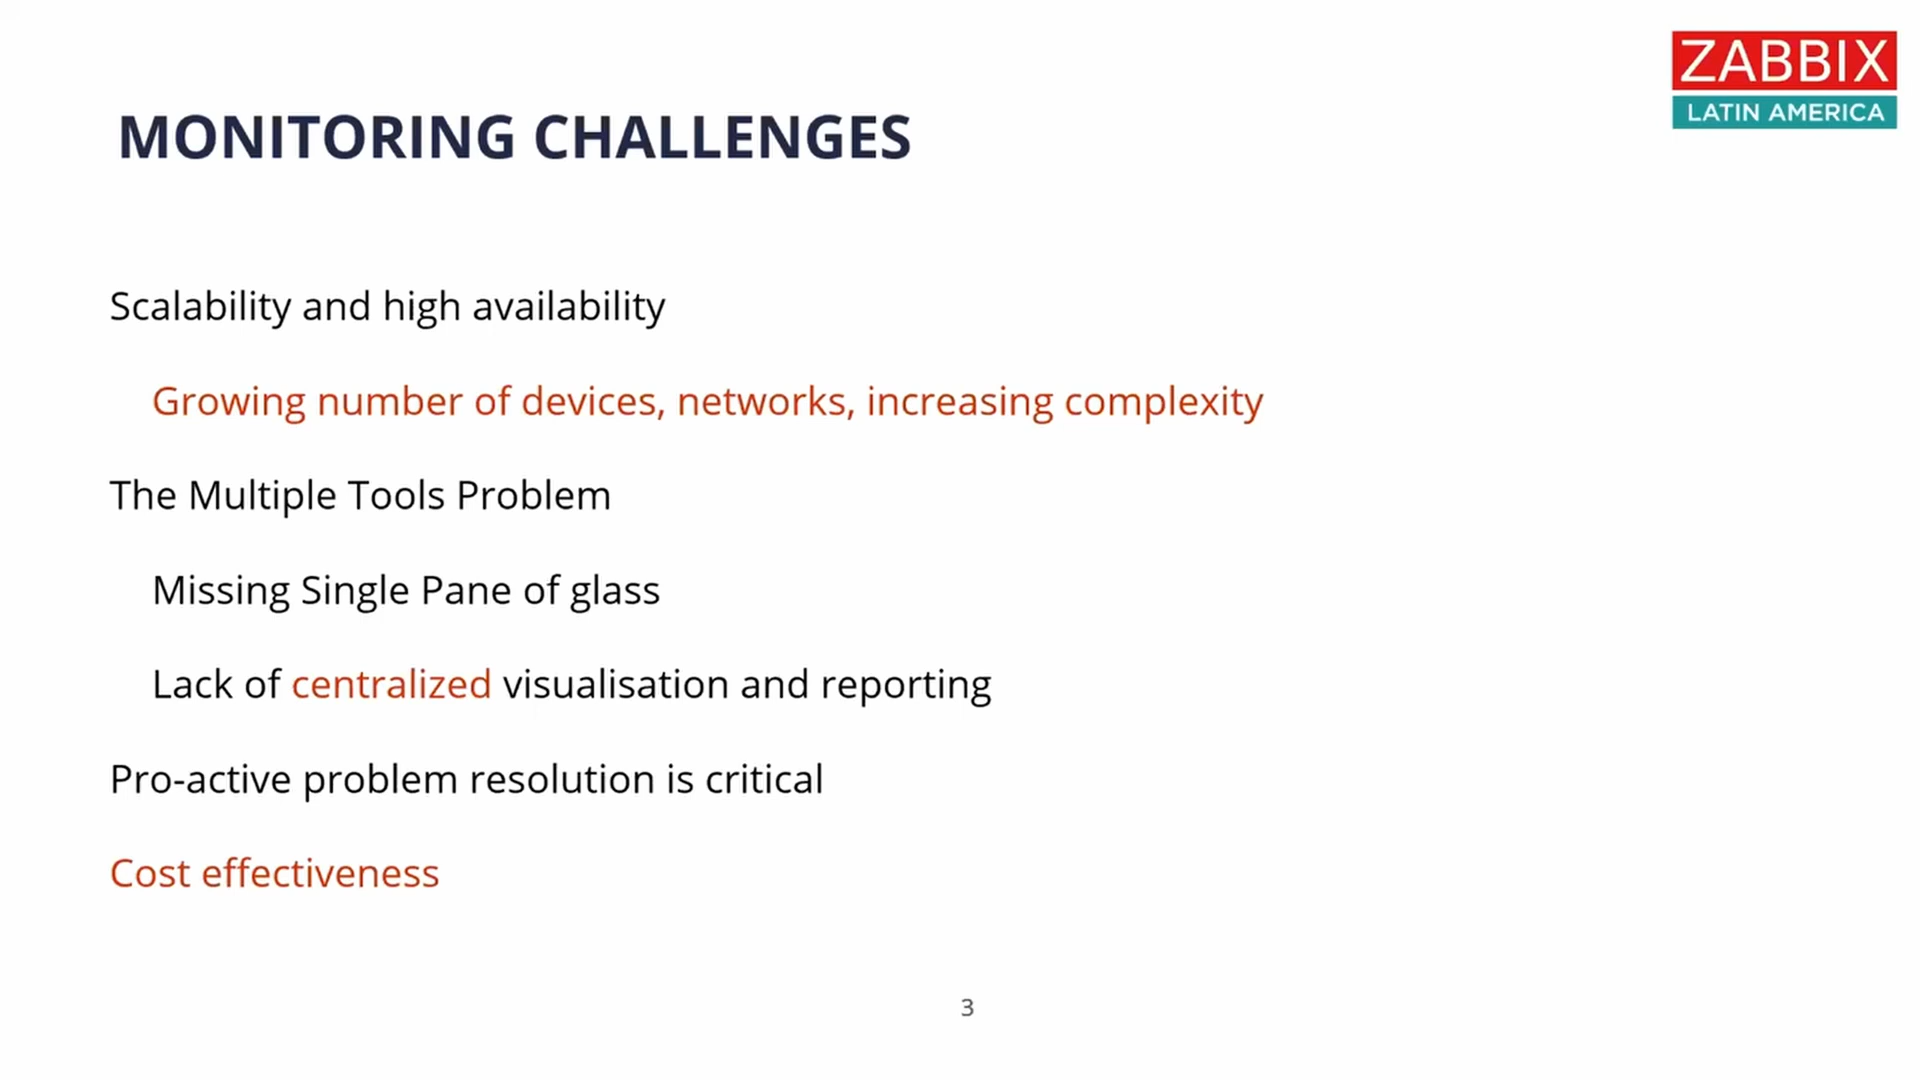 ZABBIX
LATIN AMERICA
MONITORING CHALLENGES
Scalability and high availability
Growing number of devices, networks, increasing complexity
The Multiple Tools Problem
Missing Single Pane of glass
Lack of centralized visualisation and reporting
Pro-active problem resolution is critical
Cost effectiveness
3